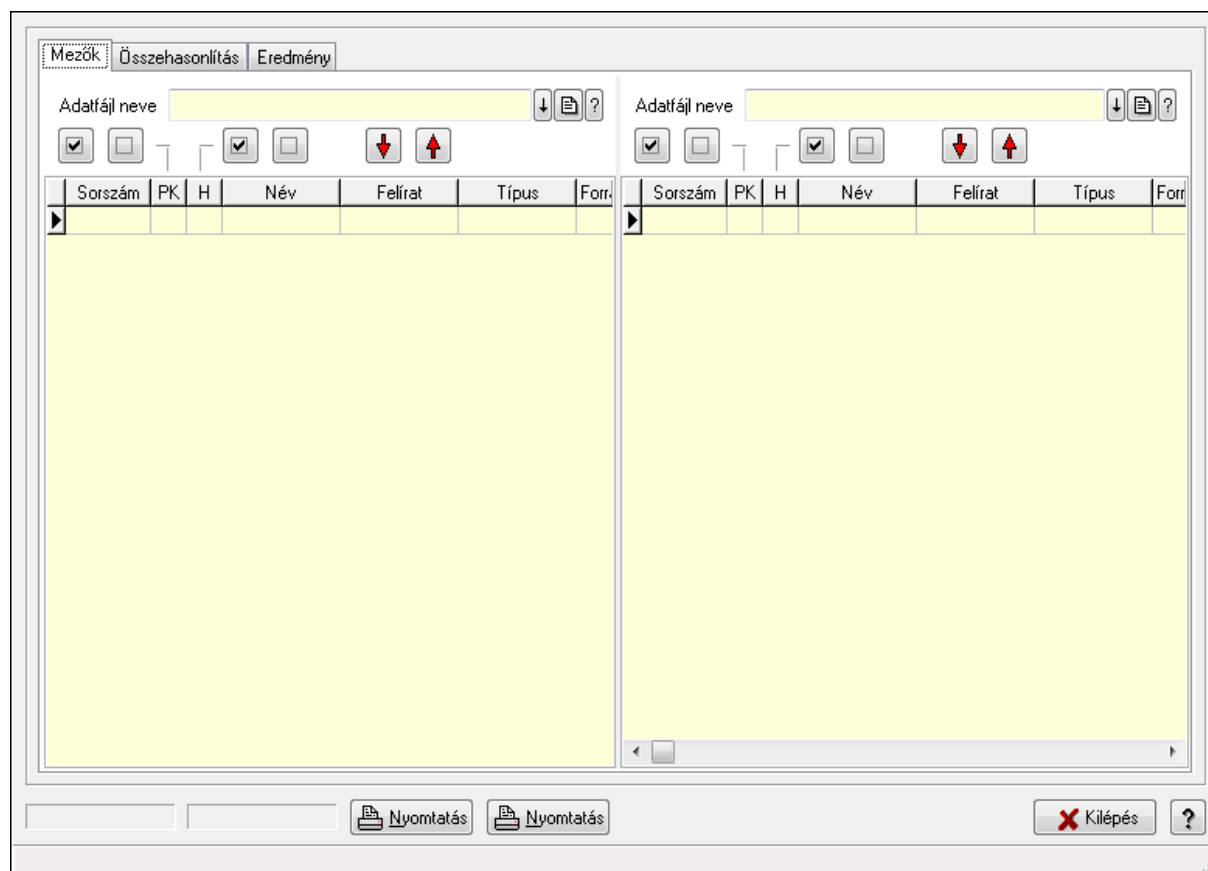 Mezők Összehasonlítás Eredmény
Adatfájl neve ? Adatfájl neve ?
Sorszám PK H Név Felírat Típus Sorszám PK H Név Felírat Típus
Nyomtatás Nyomtatás Kilépés ?